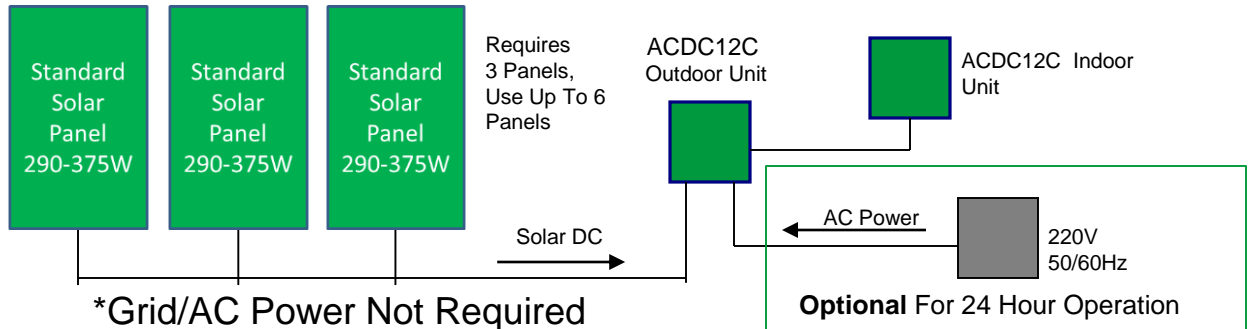 Standard
Solar
Panel
290-375W
Standard
Solar
Panel
290-375W
Standard
Solar
Panel
290-375W
Requires
3 Panels,
Use Up To 6
Panels
ACDC12C
Outdoor Unit
ACDC12C Indoor
Unit
Solar DC
AC Power
220V
50/60Hz
*Grid/AC Power Not Required
Optional For 24 Hour Operation